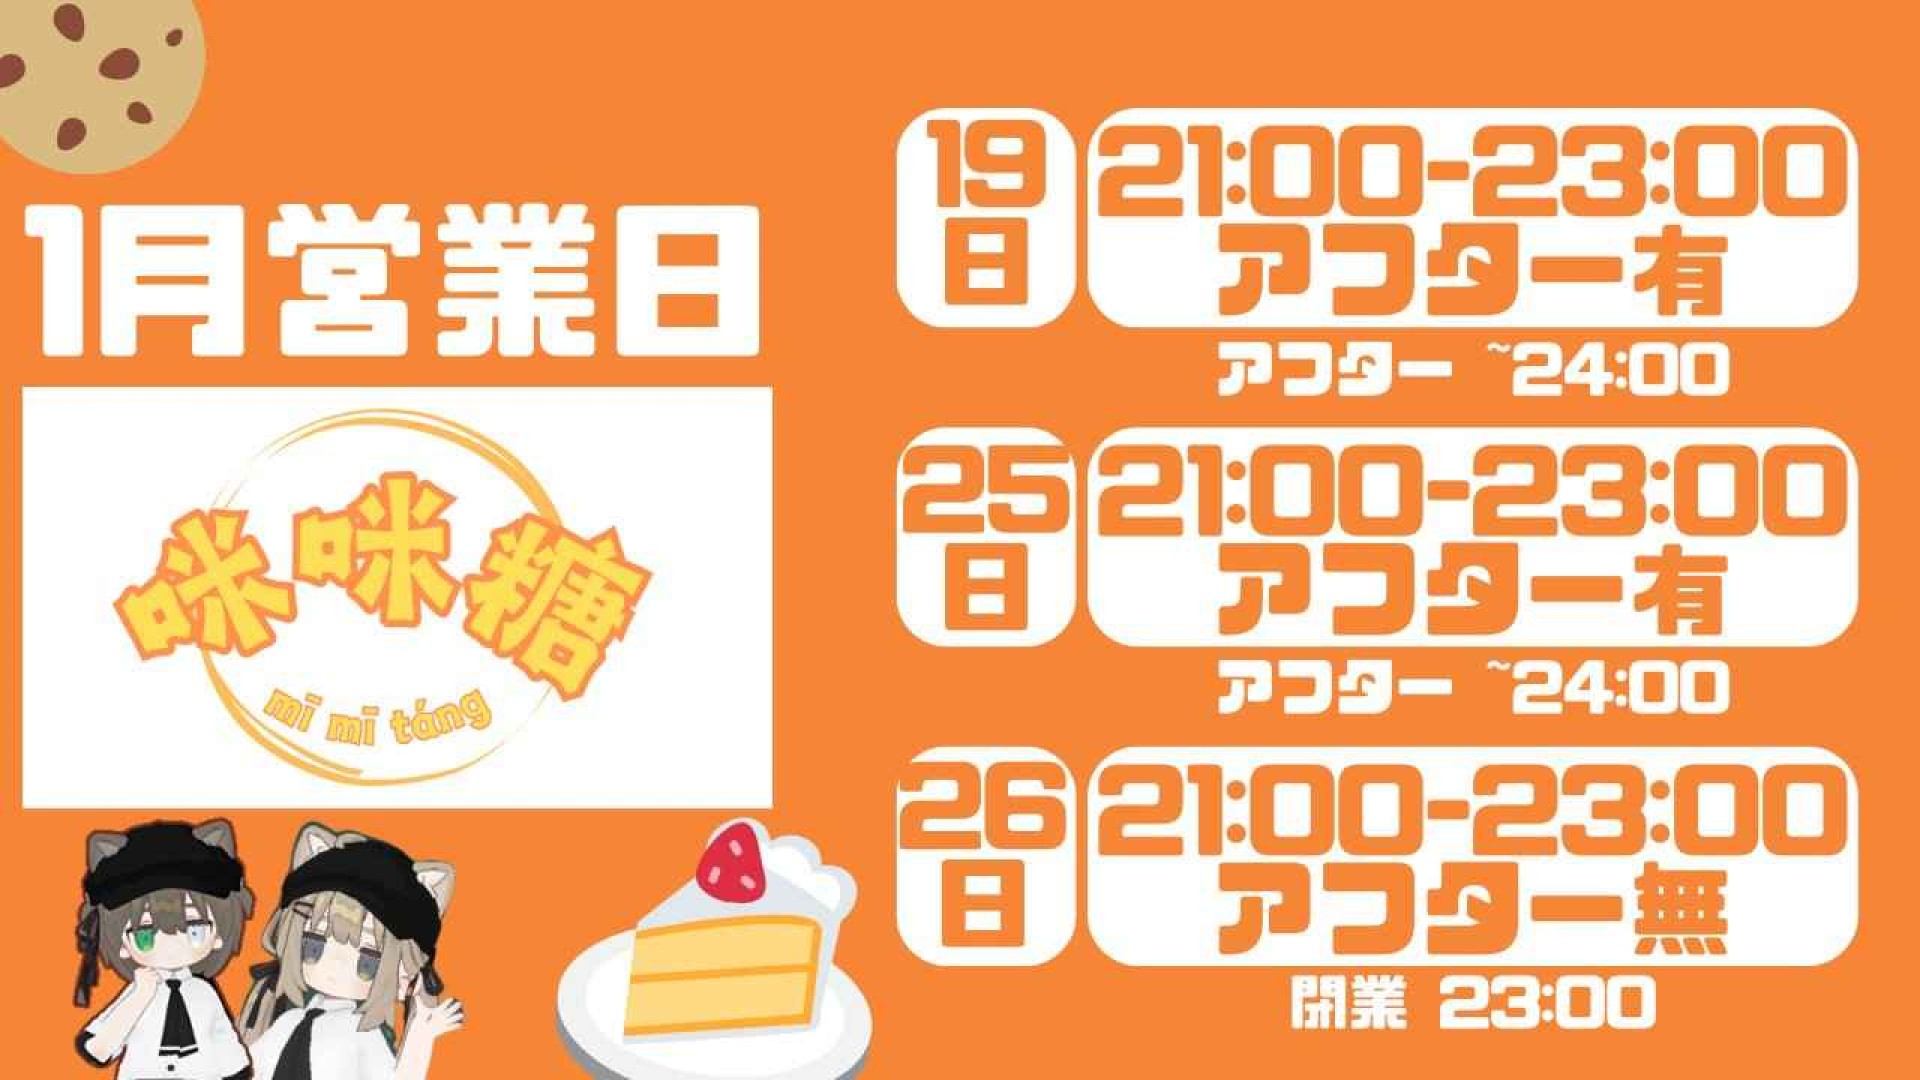 1月営業日
咪咪糖
mī mī táng
19日
21:00-23:00
アフター有
アフター ~24:00
25日
21:00-23:00
アフター有
アフター ~24:00
26日
21:00-23:00
アフター無
閉業 23:00